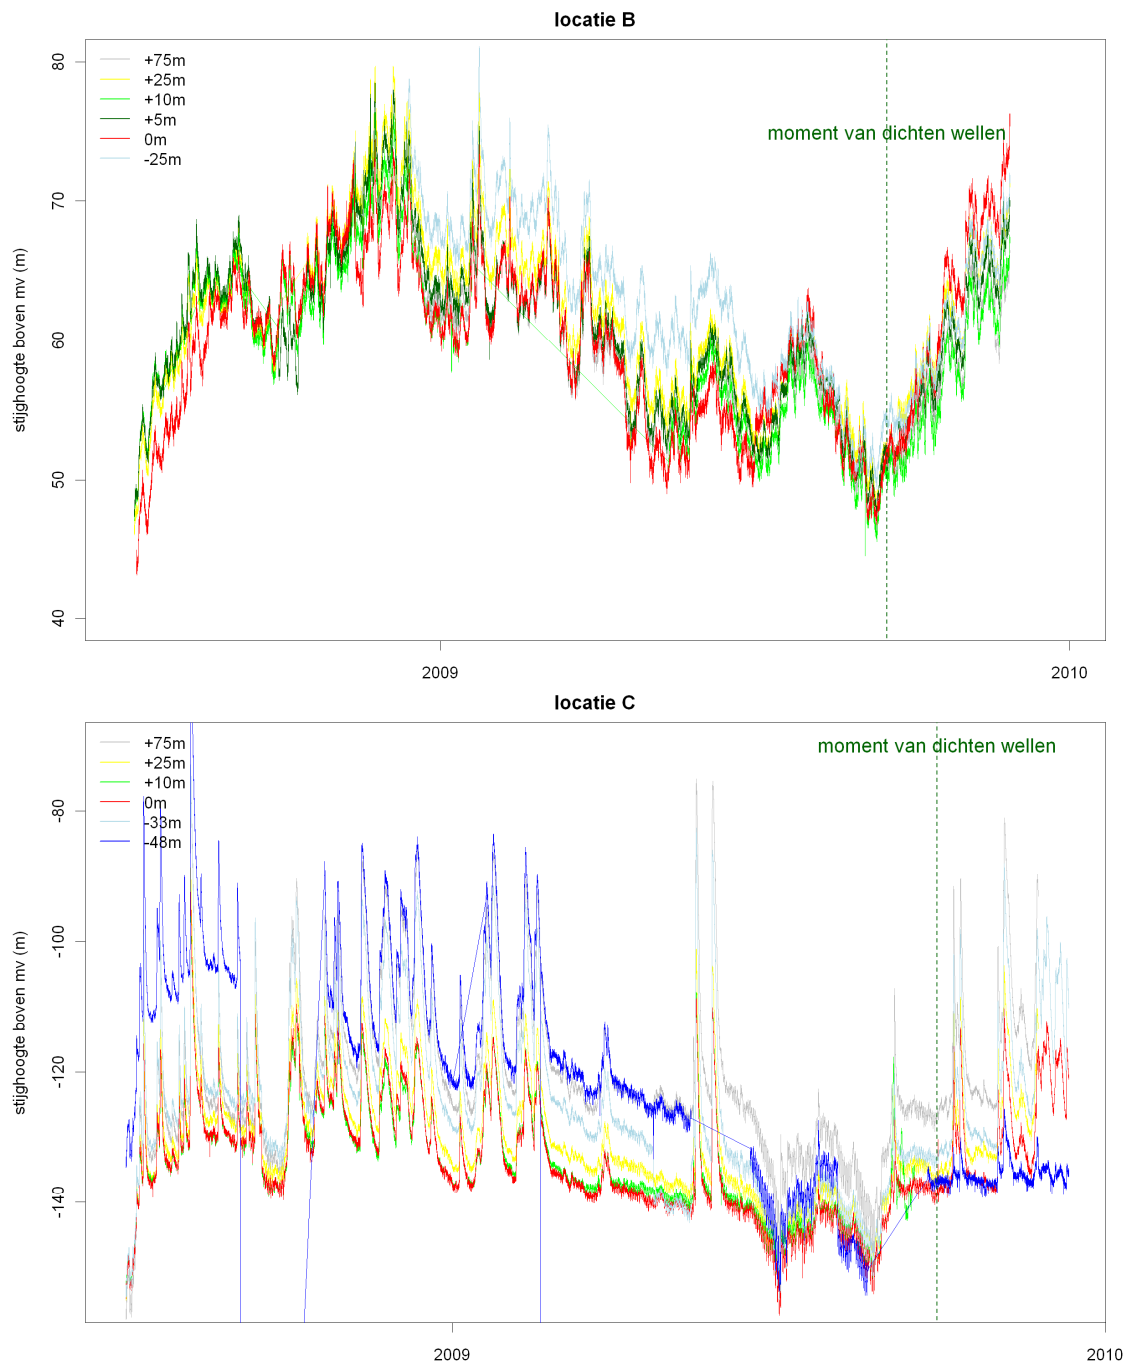 locatie B
+75m
+25m
+10m
+5m
0m
-25m
moment van dichten wellen
stijghoogte boven mv (m)
80
70
60
50
40
2009
2010
locatie C
+75m
+25m
+10m
0m
-33m
-48m
moment van dichten wellen
stijghoogte boven mv (m)
-80
-100
-120
-140
2009
2010